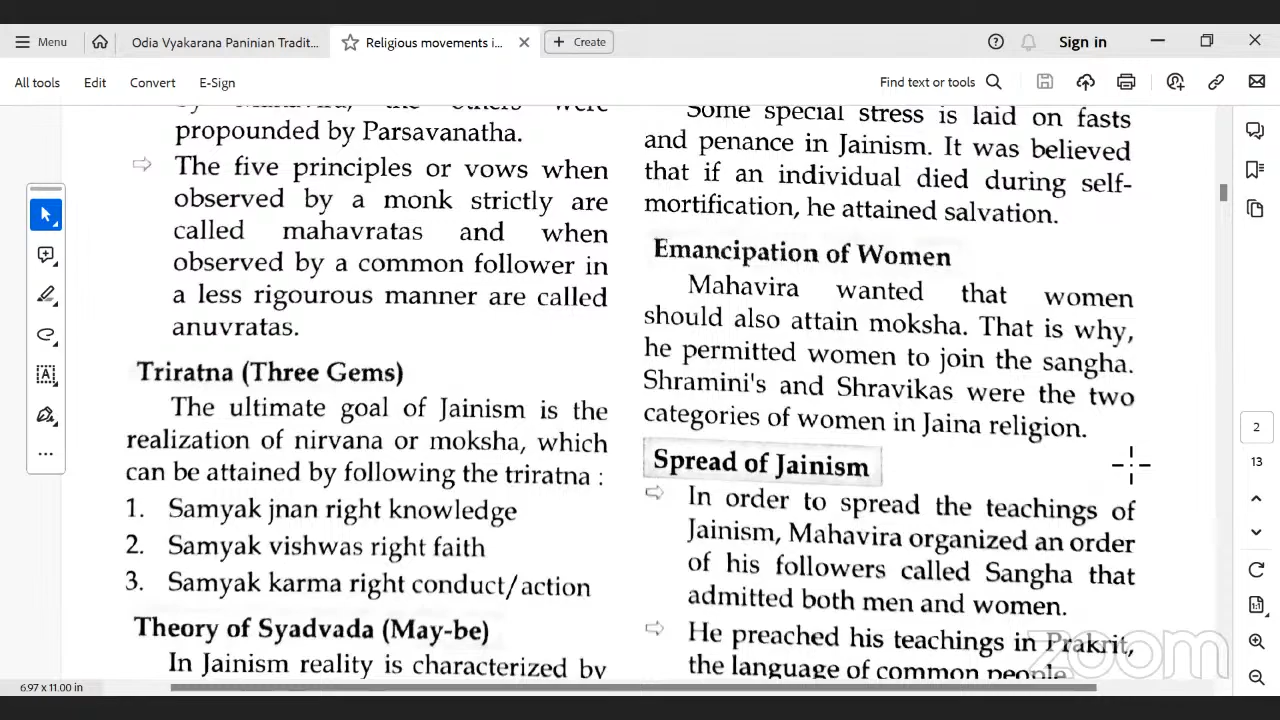 Menu
Odia Vyakarana Paninian Tradit...
Religious movements i...
Create
Sign in
All tools
Edit
Convert
E-Sign
Find text or tools
propounded by Parsavanatha.
The five principles or vows when
observed by a monk strictly are
called mahavratas and when
observed by a common follower in
a less rigourous manner are called
anuvratas.
Triratna (Three Gems)
The ultimate goal of Jainism is the
realization of nirvana or moksha, which
can be attained by following the triratna :
1. Samyak jnan right knowledge
2. Samyak vishwas right faith
3. Samyak karma right conduct/action
Theory of Syadvada (May-be)
In Jainism reality is characterized by
Some special stress is laid on fasts
and penance in Jainism. It was believed
that if an individual died during self-
mortification, he attained salvation.
Emancipation of Women
Mahavira wanted that women
should also attain moksha. That is why,
he permitted women to join the sangha.
Shramini's and Shravikas were the two
categories of women in Jaina religion.
Spread of Jainism
In order to spread the teachings of
Jainism, Mahavira organized an order
of his followers called Sangha that
admitted both men and women.
He preached his teachings in Prakrit,
the language of common people
2
13
6.97 x 11.00 in
zoom